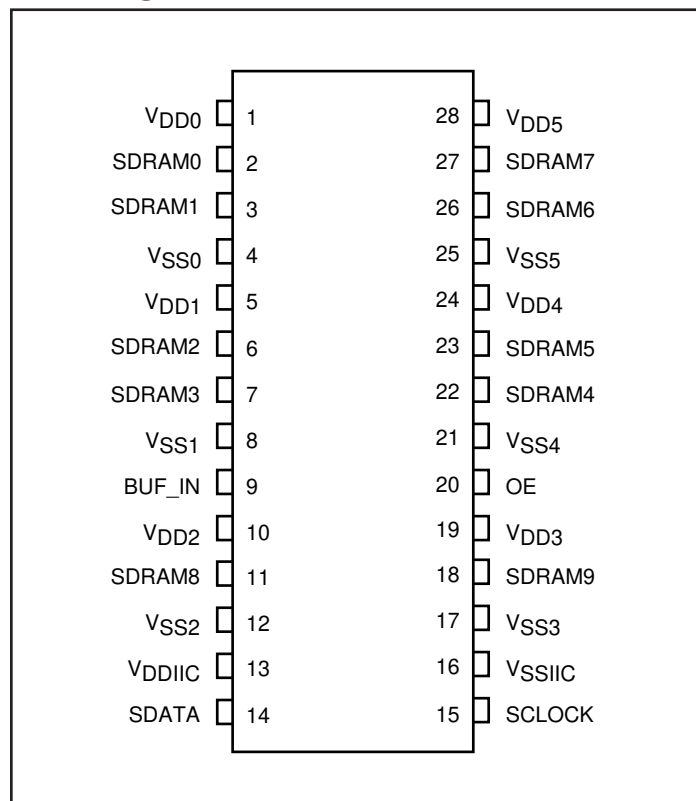 VDD0 1 28 VDD5
SDRAM0 2 27 SDRAM7
SDRAM1 3 26 SDRAM6
VSS0 4 25 VSS5
VDD1 5 24 VDD4
SDRAM2 6 23 SDRAM5
SDRAM3 7 22 SDRAM4
VSS1 8 21 VSS4
BUF_IN 9 20 OE
VDD2 10 19 VDD3
SDRAM8 11 18 SDRAM9
VSS2 12 17 VSS3
VDDIIC 13 16 VSSIIC
SDATA 14 15 SCLOCK